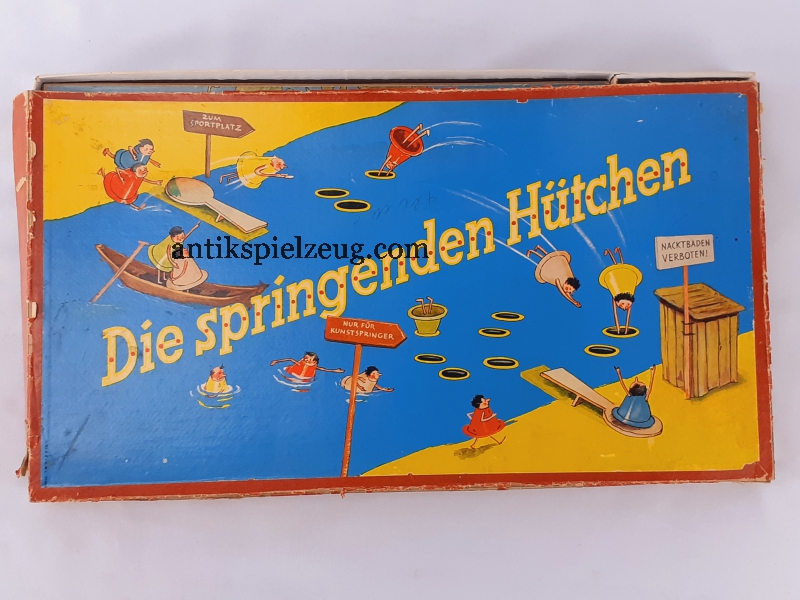 ZUM
SPORTPLATZ
antikspielzeug.com
Die springenden Hütchen
NACKTBADEN
VERBOTEN!
NUR FÜR
KUNSTSPRINGER